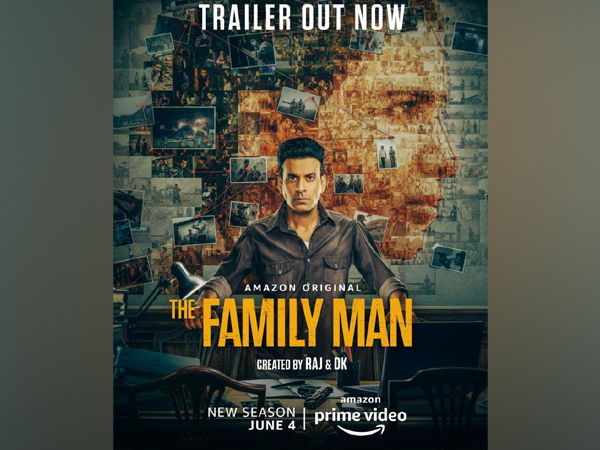 TRAILER OUT NOW
AMAZON ORIGINAL
THE FAMILY MAN
CREATED BY RAJ & DK
NEW SEASON
JUNE 4
amazon
prime video